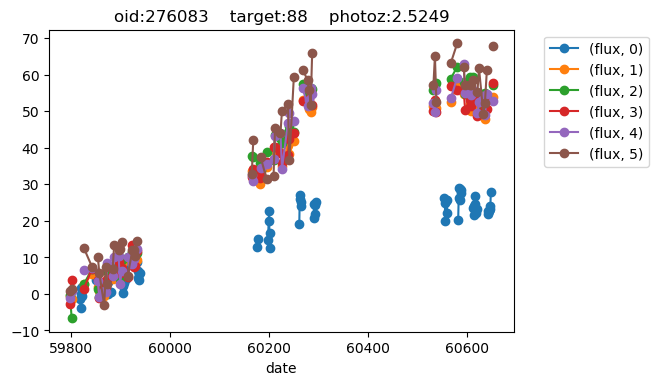 oid:276083    target:88    photoz:2.5249
70
60
50
40
30
20
10
0
−10
59800
60000
60200
60400
60600
date
(flux, 0)
(flux, 1)
(flux, 2)
(flux, 3)
(flux, 4)
(flux, 5)